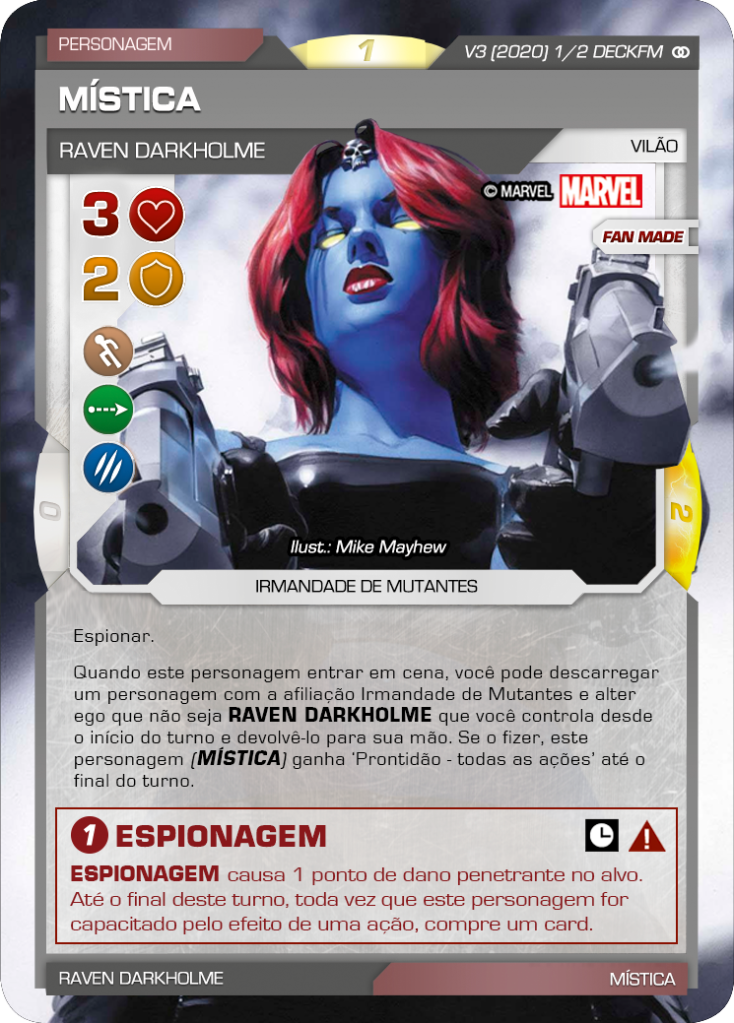 PERSONAGEM
1
V3 (2020) 1/2 DECKFM
MÍSTICA
RAVEN DARKHOLME
VILÃO
© MARVEL MARVEL
3
FAN MADE
2
0
2
Ilust.: Mike Mayhew
IRMANDADE DE MUTANTES
Espionar.
Quando este personagem entrar em cena, você pode descarregar
um personagem com a afiliação Irmandade de Mutantes e alter
ego que não seja RAVEN DARKHOLME que você controla desde
o início do turno e devolvê-lo para sua mão. Se o fizer, este
personagem (MÍSTICA) ganha ‘Prontidão - todas as ações’ até o
final do turno.
1 ESPIONAGEM
ESPIONAGEM causa 1 ponto de dano penetrante no alvo.
Até o final deste turno, toda vez que este personagem for
capacitado pelo efeito de uma ação, compre um card.
RAVEN DARKHOLME
MÍSTICA